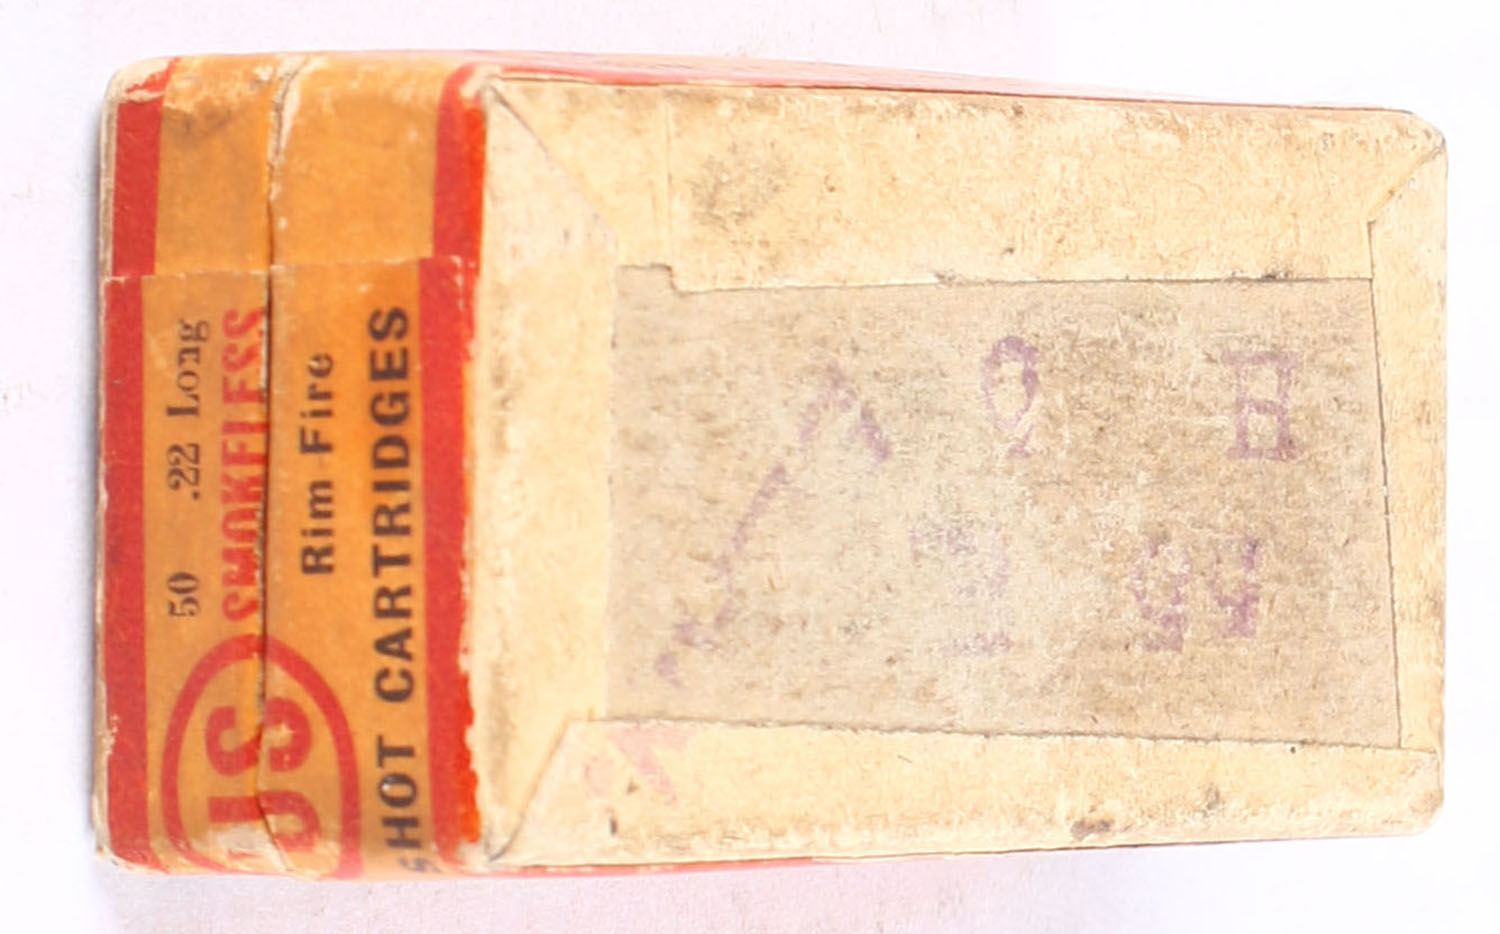 50 .22 Long
US SMOKELESS
Rim Fire
SHOT CARTRIDGES